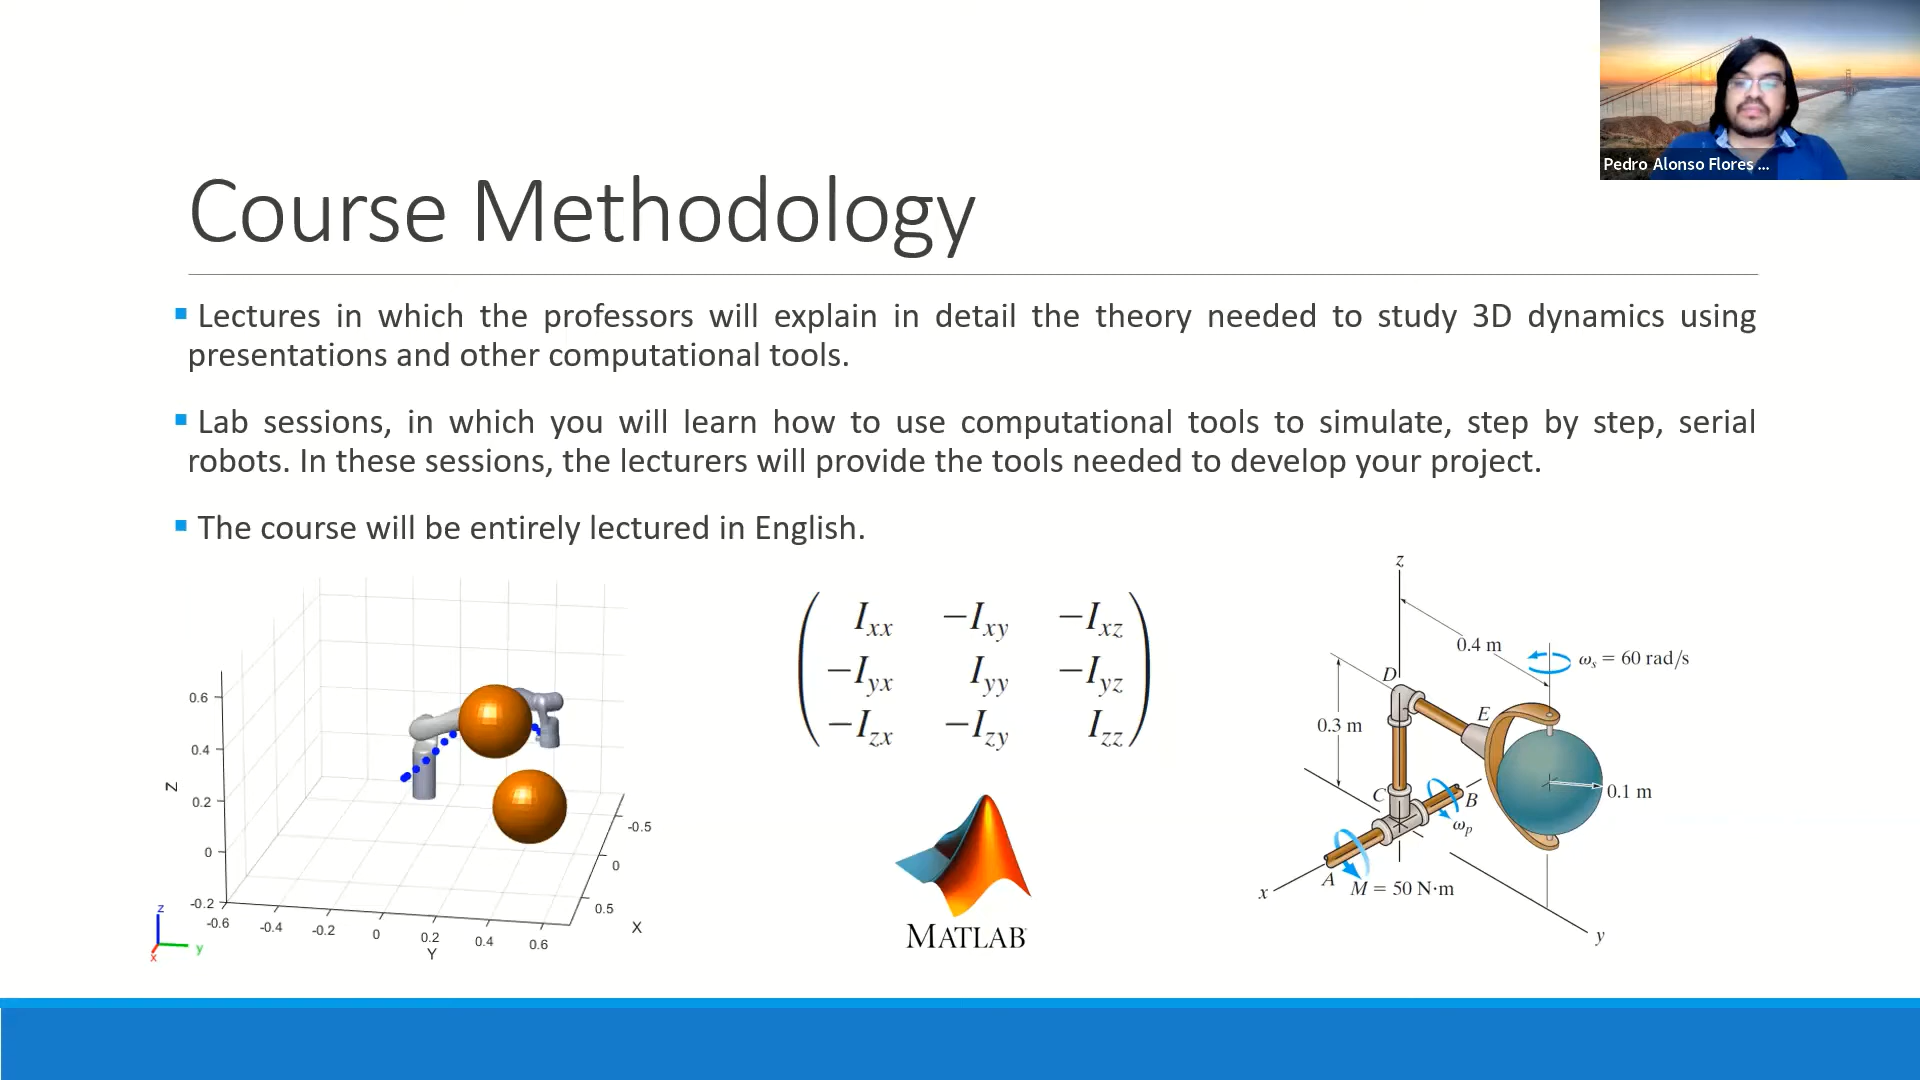 Pedro Alonso Flores ...
Course Methodology
▪ Lectures in which the professors will explain in detail the theory needed to study 3D dynamics using
presentations and other computational tools.
▪ Lab sessions, in which you will learn how to use computational tools to simulate, step by step, serial
robots. In these sessions, the lecturers will provide the tools needed to develop your project.
▪ The course will be entirely lectured in English.
0.6
0.4
0.2
0
-0.2
Z
-0.6
-0.4
-0.2
0
0.2
0.4
0.6
Y
-0.5
0
0.5
X
z
y
x
Ixx −Ixy −Ixz
−Iyx Iyy −Iyz
−Izx −Izy Izz
MATLAB
z
0.4 m
ωs = 60 rad/s
D
0.3 m
E
C
B
0.1 m
ωp
A
M = 50 N·m
x
y